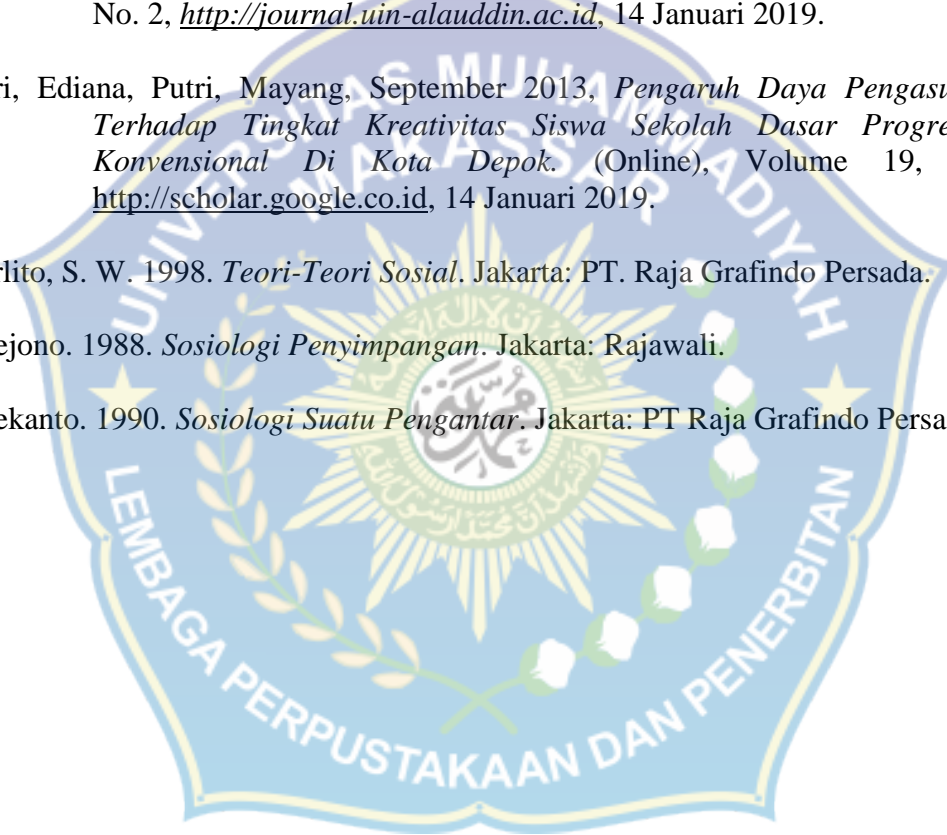 No. 2, http://journal.uin-alauddin.ac.id, 14 Januari 2019.
ri, Ediana, Putri, Mayang, September 2013, Pengaruh Daya Pengasu
Terhadap Tingkat Kreativitas Siswa Sekolah Dasar Progre
Konvensional Di Kota Depok. (Online), Volume 19,
http://scholar.google.co.id, 14 Januari 2019.
rlito, S. W. 1998. Teori-Teori Sosial. Jakarta: PT. Raja Grafindo Persada.
ejono. 1988. Sosiologi Penyimpangan. Jakarta: Rajawali.
ekanto. 1990. Sosiologi Suatu Pengantar. Jakarta: PT Raja Grafindo Persa
UNIVERSITAS MUHAMMADIYAH
MAKASSAR
LEMBAGA PERPUSTAKAAN DAN PENERBITAN